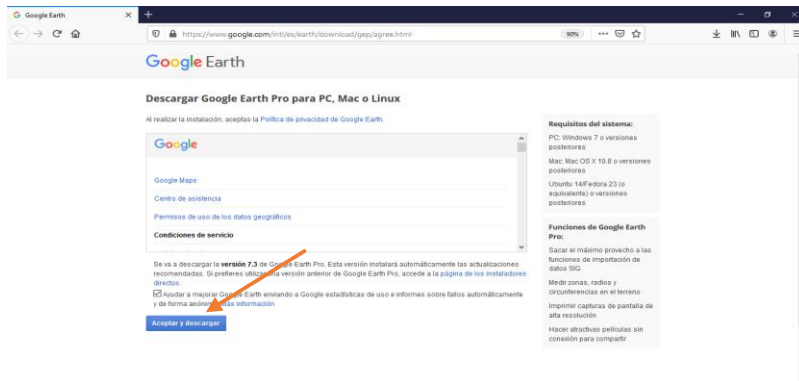 Google Earth
https://www.google.com/intl/es/earth/download/gep/agree.html
90%
Google Earth
Descargar Google Earth Pro para PC, Mac o Linux
Al realizar la instalación, aceptas la Política de privacidad de Google Earth.
Google
Google Maps
Centro de asistencia
Permisos de uso de los datos geográficos
Condiciones de servicio
Se va a descargar la versión 7.3 de Google Earth Pro. Esta versión instalará automáticamente las actualizaciones
recomendadas. Si prefieres utilizar una versión anterior de Google Earth Pro, accede a la página de los instaladores
directos.
Ayudar a mejorar Google Earth enviando a Google estadísticas de uso e informes sobre fallos automáticamente
y de forma anónima. Más información
Aceptar y descargar
Requisitos del sistema:
PC: Windows 7 o versiones
posteriores
Mac: Mac OS X 10.8 o versiones
posteriores
Ubuntu 14/Fedora 23 (o
equivalente) o versiones
posteriores
Funciones de Google Earth
Pro:
Sacar el máximo provecho a las
funciones de importación de
datos SIG
Medir zonas, radios y
circunferencias en el terreno
Imprimir capturas de pantalla de
alta resolución
Hacer atractivas películas sin
conexión para compartir